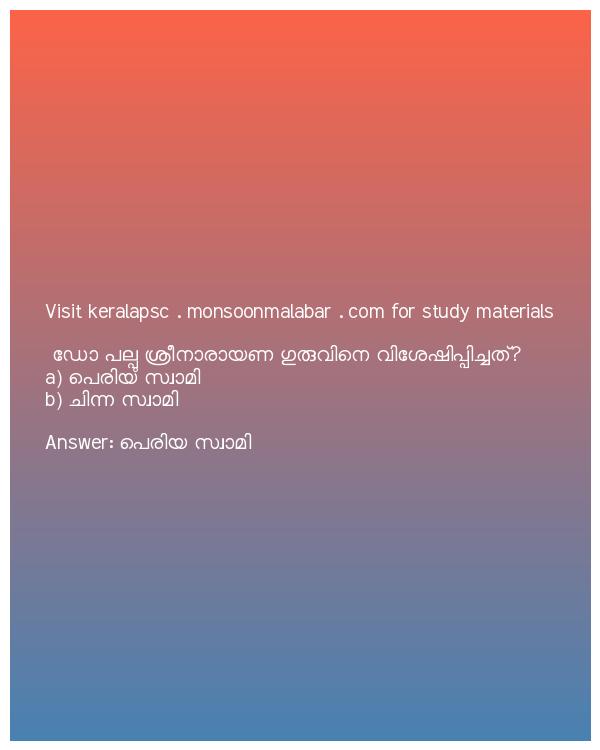 Visit keralapsc . monsoonmalabar . com for study materials
ഡോ പല്പു ശ്രീനാരായണ ഗുരുവിനെ വിശേഷിപ്പിച്ചത്?
a) പെരിയ സ്വാമി
b) ചിന്ന സ്വാമി
Answer: പെരിയ സ്വാമി